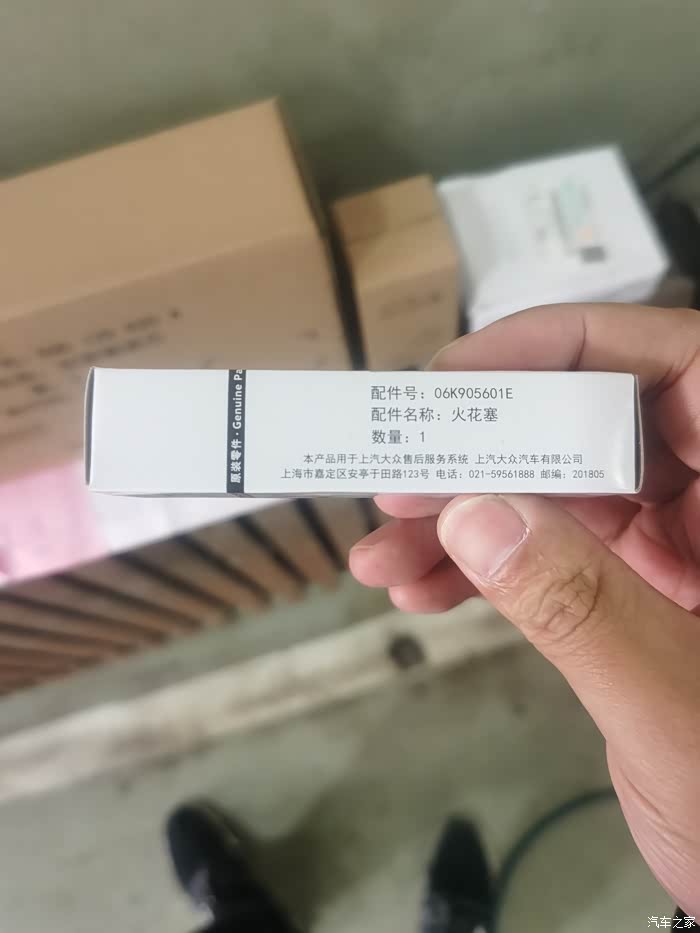 配件号：06K905601E
配件名称：火花塞
数量：1
本产品用于上汽大众售后服务系统 上汽大众汽车有限公司
上海市嘉定区安亭于田路123号 电话：021-59561888 邮编：201805
原装零件·Genuine Pa
汽车之家